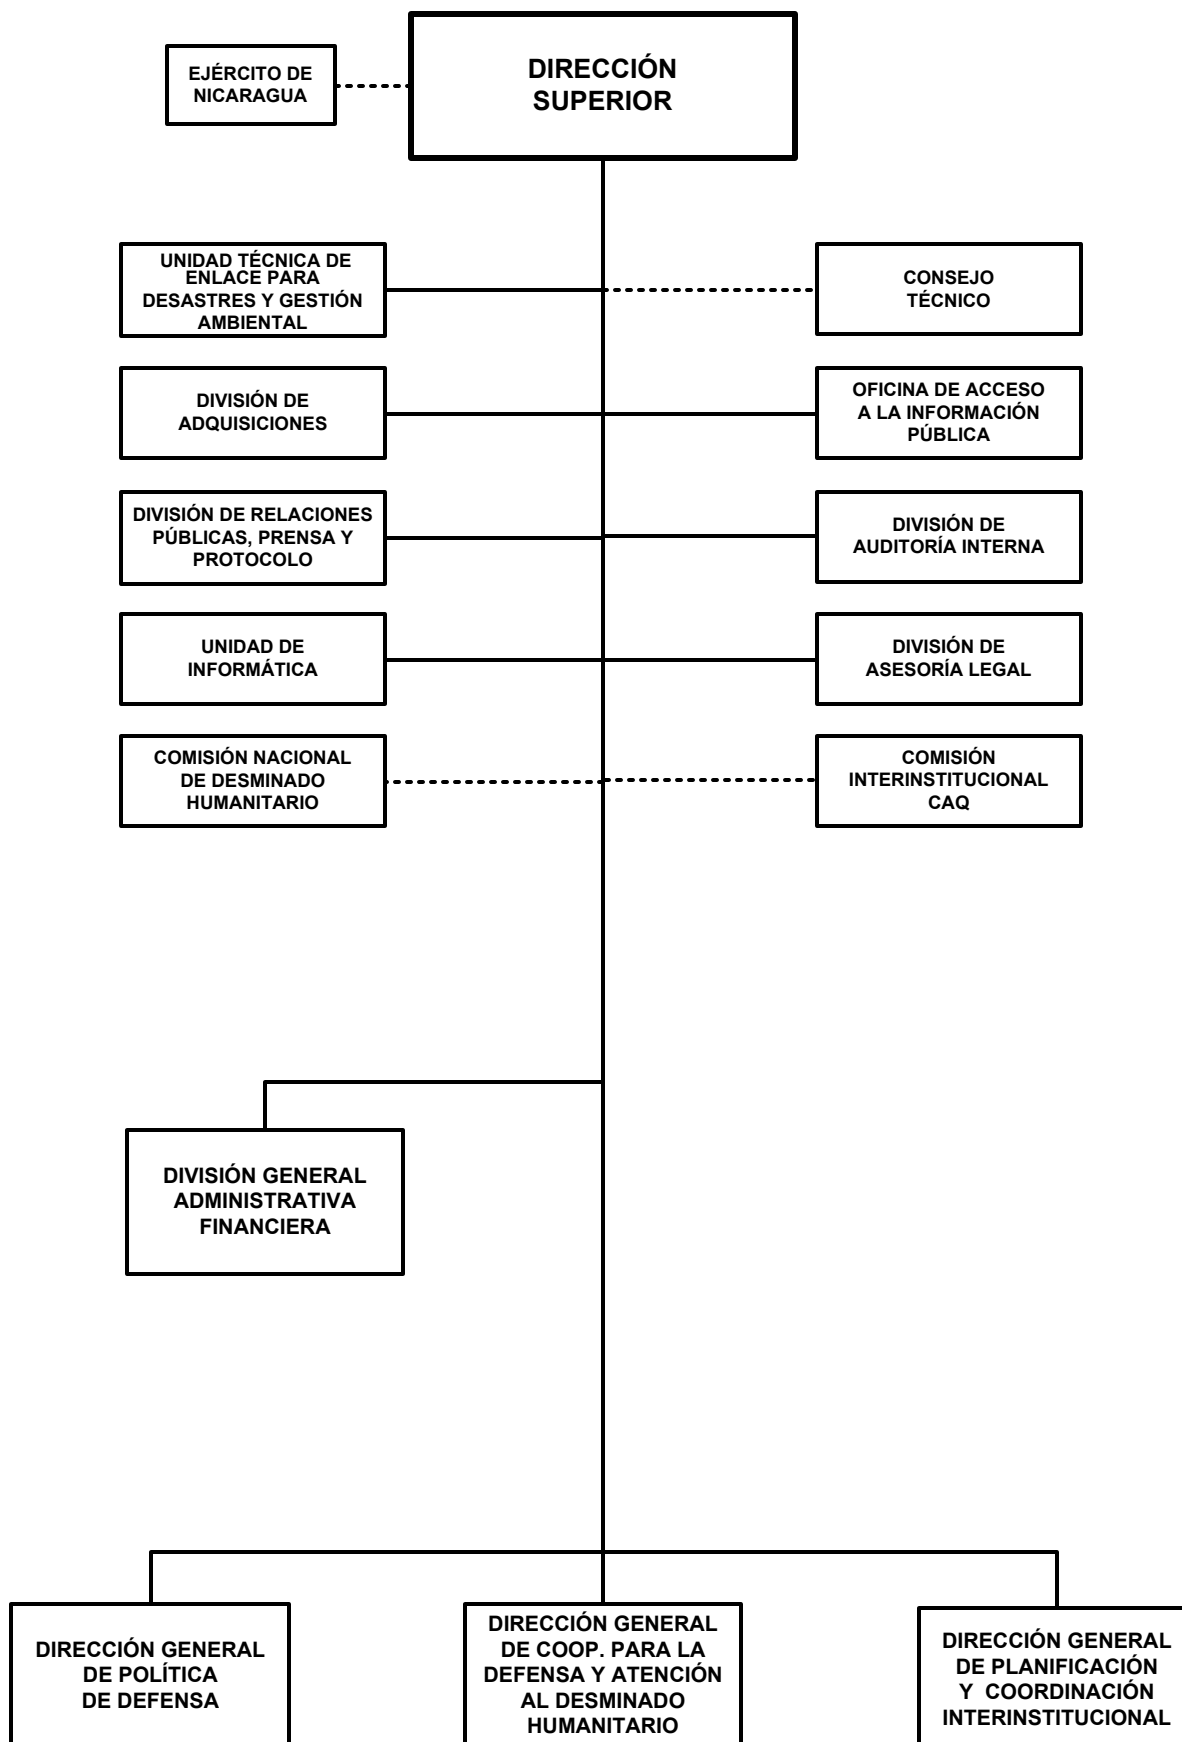 DIRECCIÓN
SUPERIOR
EJÉRCITO DE
NICARAGUA
UNIDAD TÉCNICA DE
ENLACE PARA
DESASTRES Y GESTIÓN
AMBIENTAL
CONSEJO
TÉCNICO
DIVISIÓN DE
ADQUISICIONES
OFICINA DE ACCESO
A LA INFORMACIÓN
PÚBLICA
DIVISIÓN DE RELACIONES
PÚBLICAS, PRENSA Y
PROTOCOLO
DIVISIÓN DE
AUDITORÍA INTERNA
UNIDAD DE
INFORMÁTICA
DIVISIÓN DE
ASESORÍA LEGAL
COMISIÓN NACIONAL
DE DESMINADO
HUMANITARIO
COMISIÓN
INTERINSTITUCIONAL
CAQ
DIVISIÓN GENERAL
ADMINISTRATIVA
FINANCIERA
DIRECCIÓN GENERAL
DE POLÍTICA
DE DEFENSA
DIRECCIÓN GENERAL
DE COOP. PARA LA
DEFENSA Y ATENCIÓN
AL DESMINADO
HUMANITARIO
DIRECCIÓN GENERAL
DE PLANIFICACIÓN
Y COORDINACIÓN
INTERINSTITUCIONAL